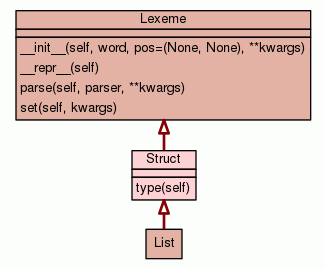 Lexeme
__init__(self, word, pos=(None, None), **kwargs)
__repr__(self)
parse(self, parser, **kwargs)
set(self, kwargs)
Struct
type(self)
List